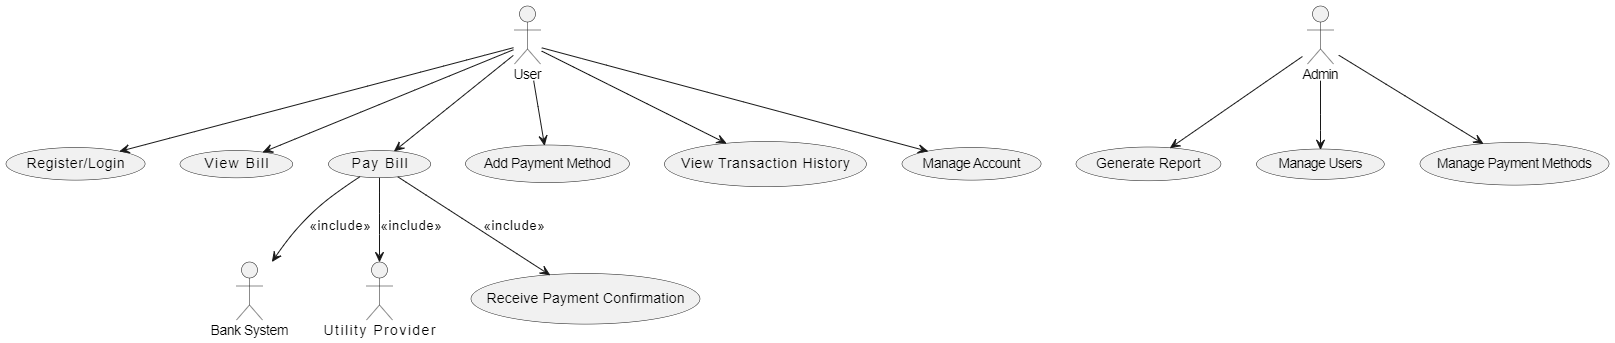 User
Admin
Register/Login
View Bill
Pay Bill
Add Payment Method
View Transaction History
Manage Account
Generate Report
Manage Users
Manage Payment Methods
«include»
«include»
«include»
Bank System
Utility Provider
Receive Payment Confirmation